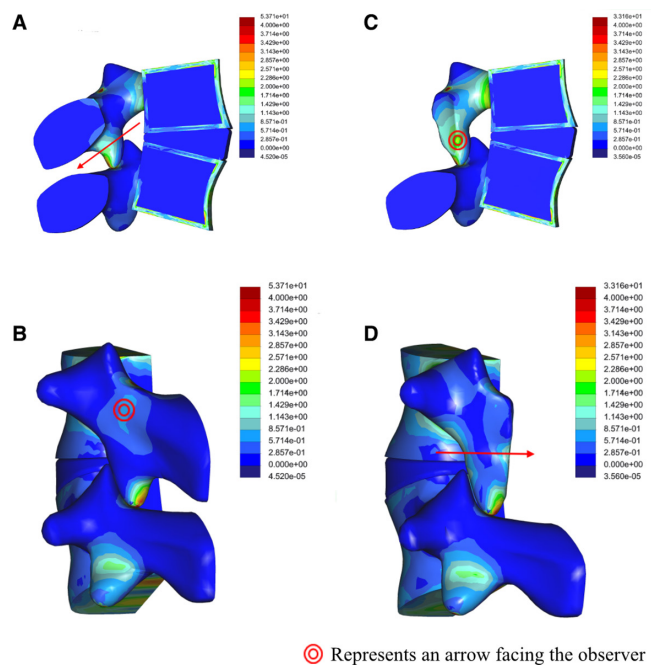 A
5.371e+01
4.000e+00
3.714e+00
3.429e+00
3.143e+00
2.857e+00
2.571e+00
2.286e+00
2.000e+00
1.714e+00
1.429e+00
1.143e+00
8.571e-01
5.714e-01
2.857e-01
0.000e+00
4.520e-05
C
3.316e+01
4.000e+00
3.714e+00
3.429e+00
3.143e+00
2.857e+00
2.571e+00
2.286e+00
2.000e+00
1.714e+00
1.429e+00
1.143e+00
8.571e-01
5.714e-01
2.857e-01
0.000e+00
3.560e-05
B
5.371e+01
4.000e+00
3.714e+00
3.429e+00
3.143e+00
2.857e+00
2.571e+00
2.286e+00
2.000e+00
1.714e+00
1.429e+00
1.143e+00
8.571e-01
5.714e-01
2.857e-01
0.000e+00
4.520e-05
D
3.316e+01
4.000e+00
3.714e+00
3.429e+00
3.143e+00
2.857e+00
2.571e+00
2.286e+00
2.000e+00
1.714e+00
1.429e+00
1.143e+00
8.571e-01
5.714e-01
2.857e-01
0.000e+00
3.560e-05
Represents an arrow facing the observer